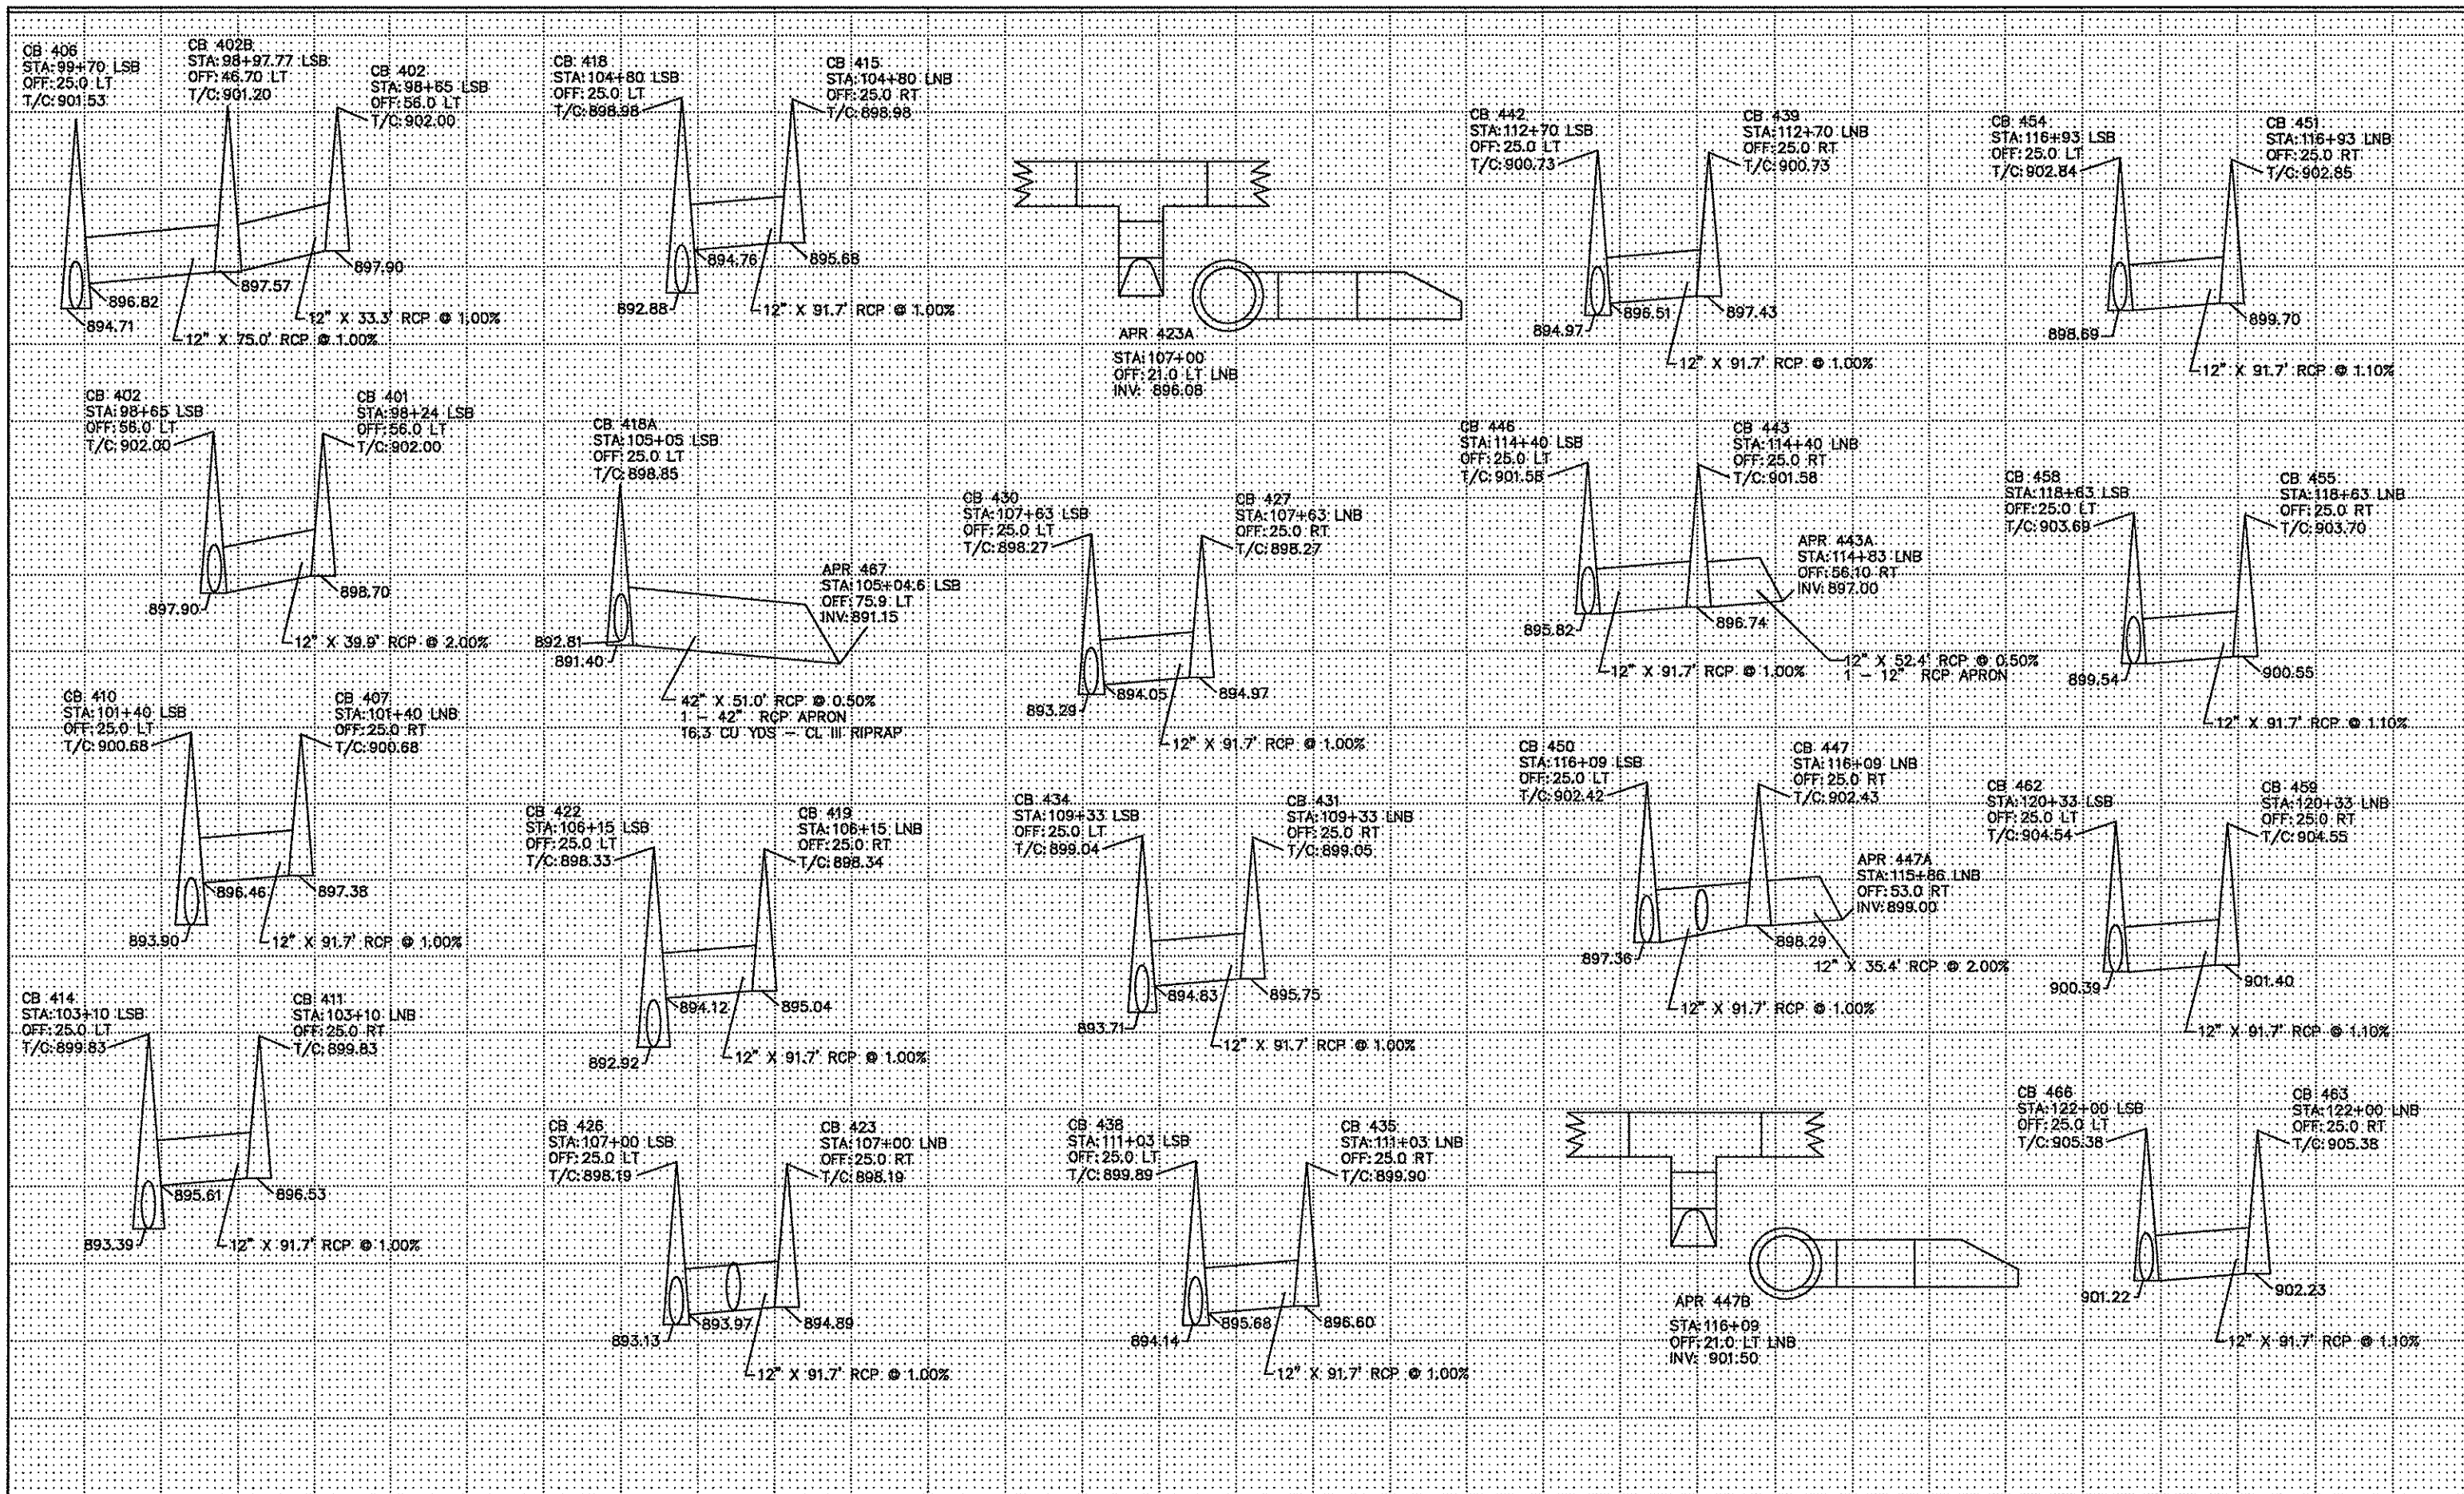 CB 406
STA:99+70 LSB
OFF:25.0 LT
T/C:901.53
CB 402B
STA:98+97.77 LSB
OFF:46.70 LT
T/C:901.20
CB 402
STA:98+65 LSB
OFF:56.0 LT
T/C:902.00
896.82
894.71
897.57
897.90
12" X 33.3' RCP @ 1.00%
12" X 75.0' RCP @ 1.00%
CB 402
STA:98+65 LSB
OFF:56.0 LT
T/C:902.00
CB 401
STA:98+24 LSB
OFF:56.0 LT
T/C:902.00
897.90
898.70
12" X 39.9' RCP @ 2.00%
CB 410
STA:101+40 LSB
OFF:25.0 LT
T/C:900.68
CB 407
STA:101+40 LNB
OFF:25.0 RT
T/C:900.68
896.46
897.38
893.90
12" X 91.7' RCP @ 1.00%
CB 414
STA:103+10 LSB
OFF:25.0 LT
T/C:899.83
CB 411
STA:103+10 LNB
OFF:25.0 RT
T/C:899.83
895.61
896.53
893.39
12" X 91.7' RCP @ 1.00%
CB 418
STA:104+80 LSB
OFF:25.0 LT
T/C:898.98
CB 415
STA:104+80 LNB
OFF:25.0 RT
T/C:898.98
894.76
895.68
892.88
12" X 91.7' RCP @ 1.00%
CB 418A
STA:105+05 LSB
OFF:25.0 LT
T/C:898.85
APR 467
STA:105+04.6 LSB
OFF:75.9 LT
INV:891.15
892.81
891.40
42" X 51.0' RCP @ 0.50%
1 - 42" RCP APRON
16.3 CU YDS - CL III RIPRAP
CB 422
STA:106+15 LSB
OFF:25.0 LT
T/C:898.33
CB 419
STA:106+15 LNB
OFF:25.0 RT
T/C:898.34
894.12
895.04
892.92
12" X 91.7' RCP @ 1.00%
CB 426
STA:107+00 LSB
OFF:25.0 LT
T/C:898.19
CB 423
STA:107+00 LNB
OFF:25.0 RT
T/C:898.19
893.97
894.89
893.13
12" X 91.7' RCP @ 1.00%
APR 423A
STA:107+00
OFF:21.0 LT LNB
INV: 896.08
CB 430
STA:107+63 LSB
OFF:25.0 LT
T/C:898.27
CB 427
STA:107+63 LNB
OFF:25.0 RT
T/C:898.27
894.05
894.97
893.29
12" X 91.7' RCP @ 1.00%
CB 434
STA:109+33 LSB
OFF:25.0 LT
T/C:899.04
CB 431
STA:109+33 LNB
OFF:25.0 RT
T/C:899.05
894.83
895.75
893.71
12" X 91.7' RCP @ 1.00%
CB 438
STA:111+03 LSB
OFF:25.0 LT
T/C:899.89
CB 435
STA:111+03 LNB
OFF:25.0 RT
T/C:899.90
895.68
896.60
894.14
12" X 91.7' RCP @ 1.00%
CB 442
STA:112+70 LSB
OFF:25.0 LT
T/C:900.73
CB 439
STA:112+70 LNB
OFF:25.0 RT
T/C:900.73
896.51
897.43
894.97
12" X 91.7' RCP @ 1.00%
CB 446
STA:114+40 LSB
OFF:25.0 LT
T/C:901.58
CB 443
STA:114+40 LNB
OFF:25.0 RT
T/C:901.58
APR 443A
STA:114+83 LNB
OFF:56.10 RT
INV:897.00
895.82
896.74
12" X 91.7' RCP @ 1.00%
12" X 52.4' RCP @ 0.50%
1 - 12" RCP APRON
CB 450
STA:116+09 LSB
OFF:25.0 LT
T/C:902.42
CB 447
STA:116+09 LNB
OFF:25.0 RT
T/C:902.43
APR 447A
STA:115+86 LNB
OFF:53.0 RT
INV:899.00
897.36
898.29
12" X 35.4' RCP @ 2.00%
12" X 91.7' RCP @ 1.00%
APR 447B
STA:116+09
OFF:21.0 LT LNB
INV: 901.50
CB 454
STA:116+93 LSB
OFF:25.0 LT
T/C:902.84
CB 451
STA:116+93 LNB
OFF:25.0 RT
T/C:902.85
898.69
899.70
12" X 91.7' RCP @ 1.10%
CB 458
STA:118+63 LSB
OFF:25.0 LT
T/C:903.69
CB 455
STA:118+63 LNB
OFF:25.0 RT
T/C:903.70
899.54
900.55
12" X 91.7' RCP @ 1.10%
CB 462
STA:120+33 LSB
OFF:25.0 LT
T/C:904.54
CB 459
STA:120+33 LNB
OFF:25.0 RT
T/C:904.55
900.39
901.40
12" X 91.7' RCP @ 1.10%
CB 466
STA:122+00 LSB
OFF:25.0 LT
T/C:905.38
CB 463
STA:122+00 LNB
OFF:25.0 RT
T/C:905.38
901.22
902.23
12" X 91.7' RCP @ 1.10%